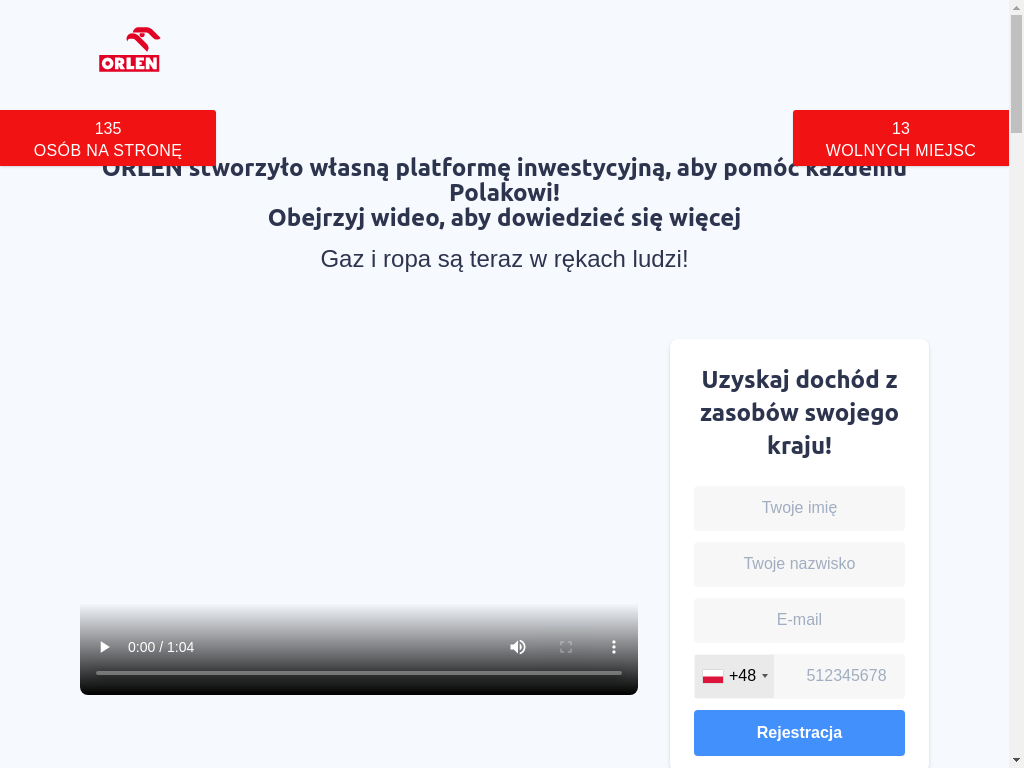 ORLEN
135
OSÓB NA STRONĘ
13
WOLNYCH MIEJSC
ORLEN stworzyło własną platformę inwestycyjną, aby pomóc każdemu
Polakowi!
Obejrzyj wideo, aby dowiedzieć się więcej
Gaz i ropa są teraz w rękach ludzi!
0:00 / 1:04
Uzyskaj dochód z
zasobów swojego
kraju!
Twoje imię
Twoje nazwisko
E-mail
+48 512345678
Rejestracja